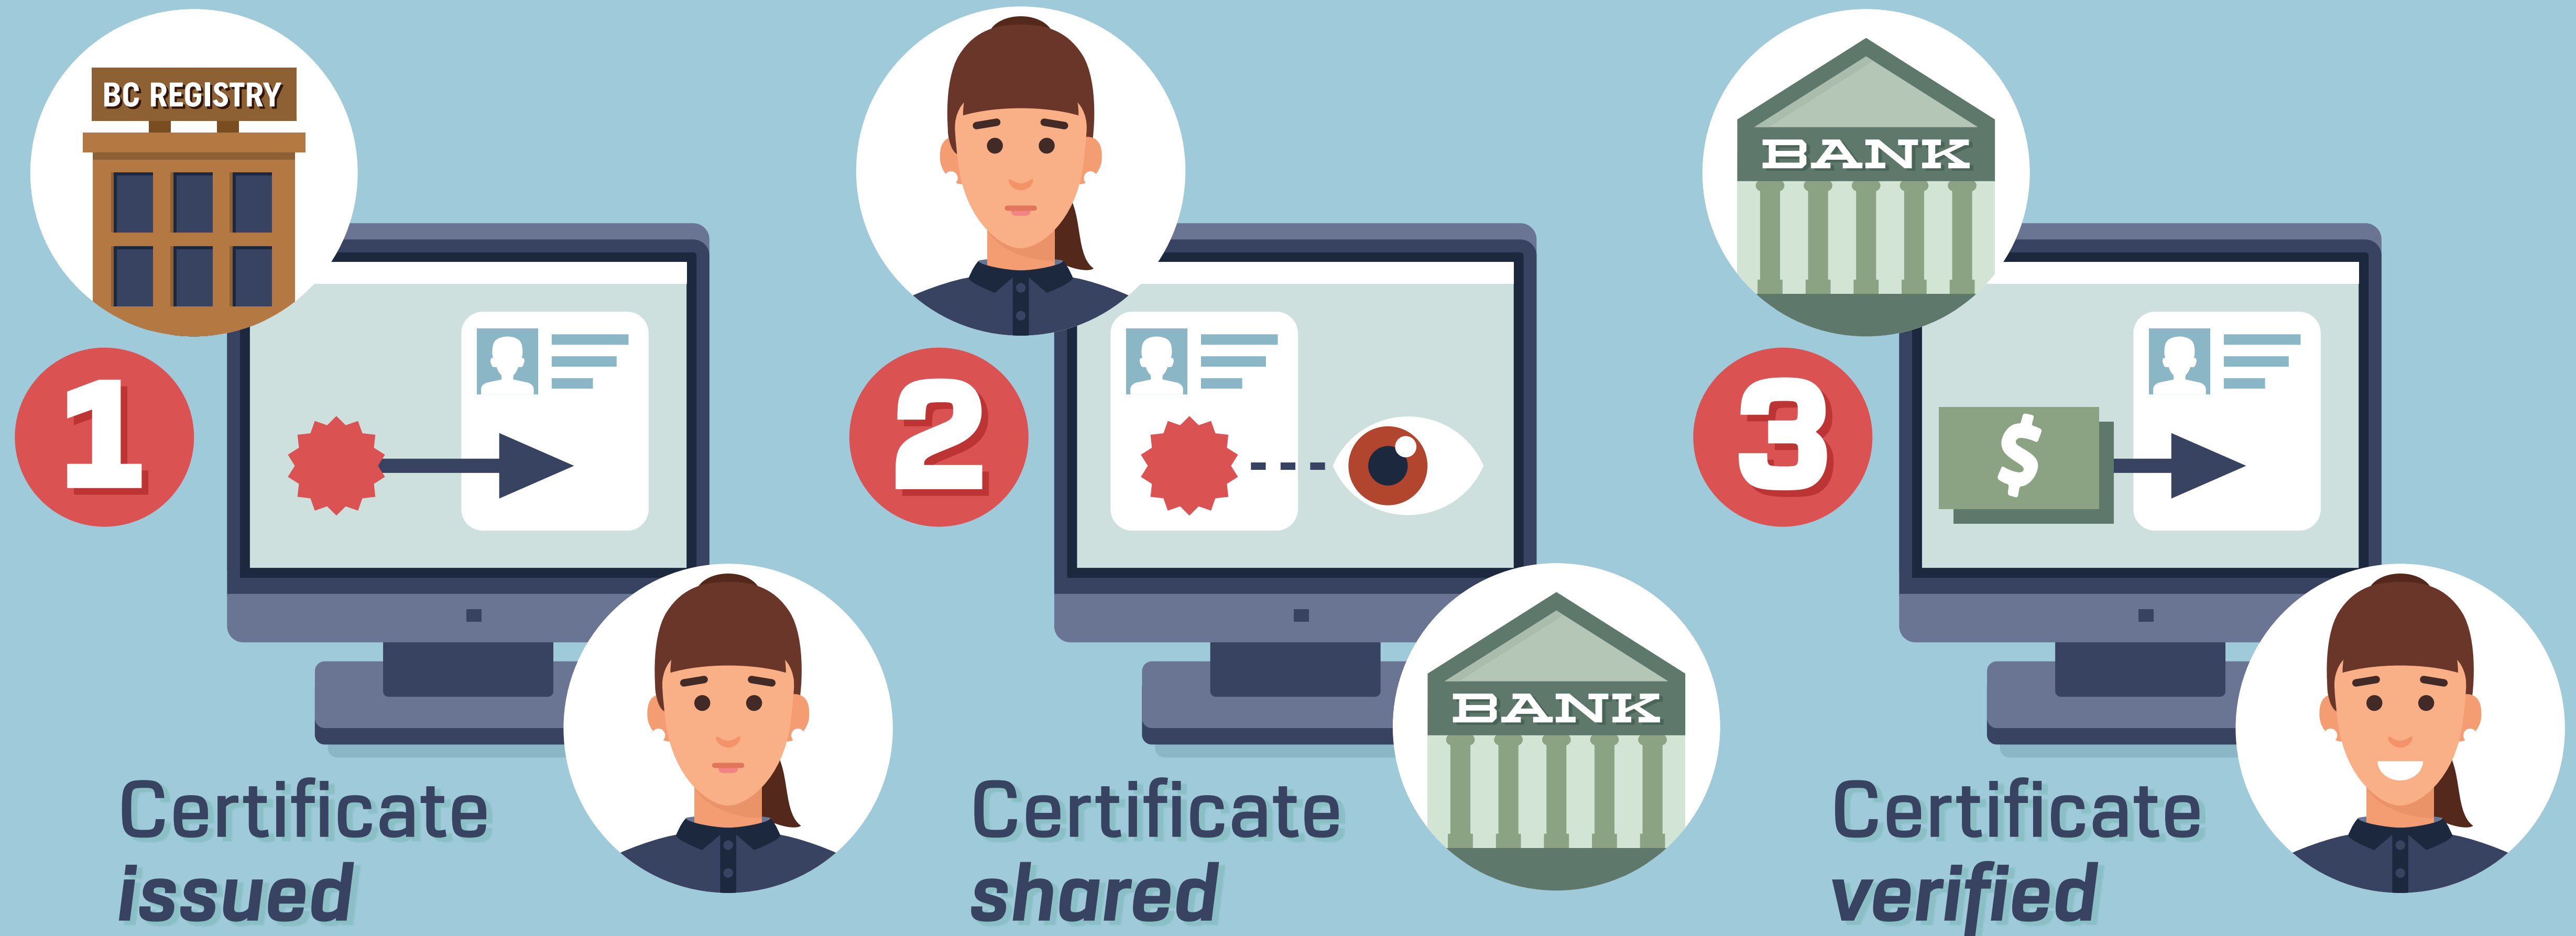 BC REGISTRY
1
Certificate
issued
2
BANK
Certificate
shared
BANK
3
$
Certificate
verified